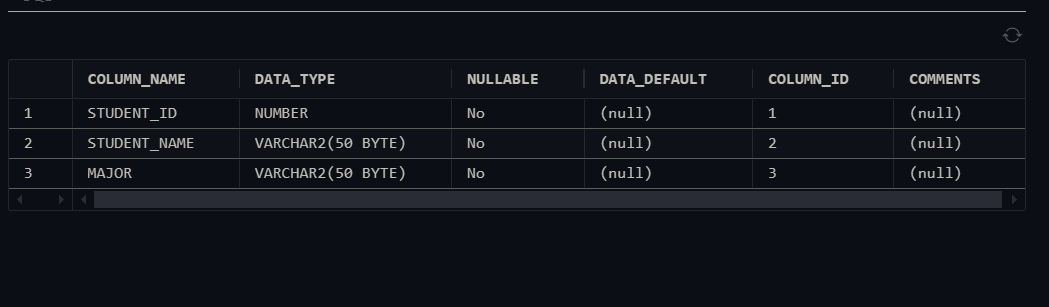 COLUMN_NAME DATA_TYPE NULLABLE DATA_DEFAULT COLUMN_ID COMMENTS
1 STUDENT_ID NUMBER No (null) 1 (null)
2 STUDENT_NAME VARCHAR2(50 BYTE) No (null) 2 (null)
3 MAJOR VARCHAR2(50 BYTE) No (null) 3 (null)